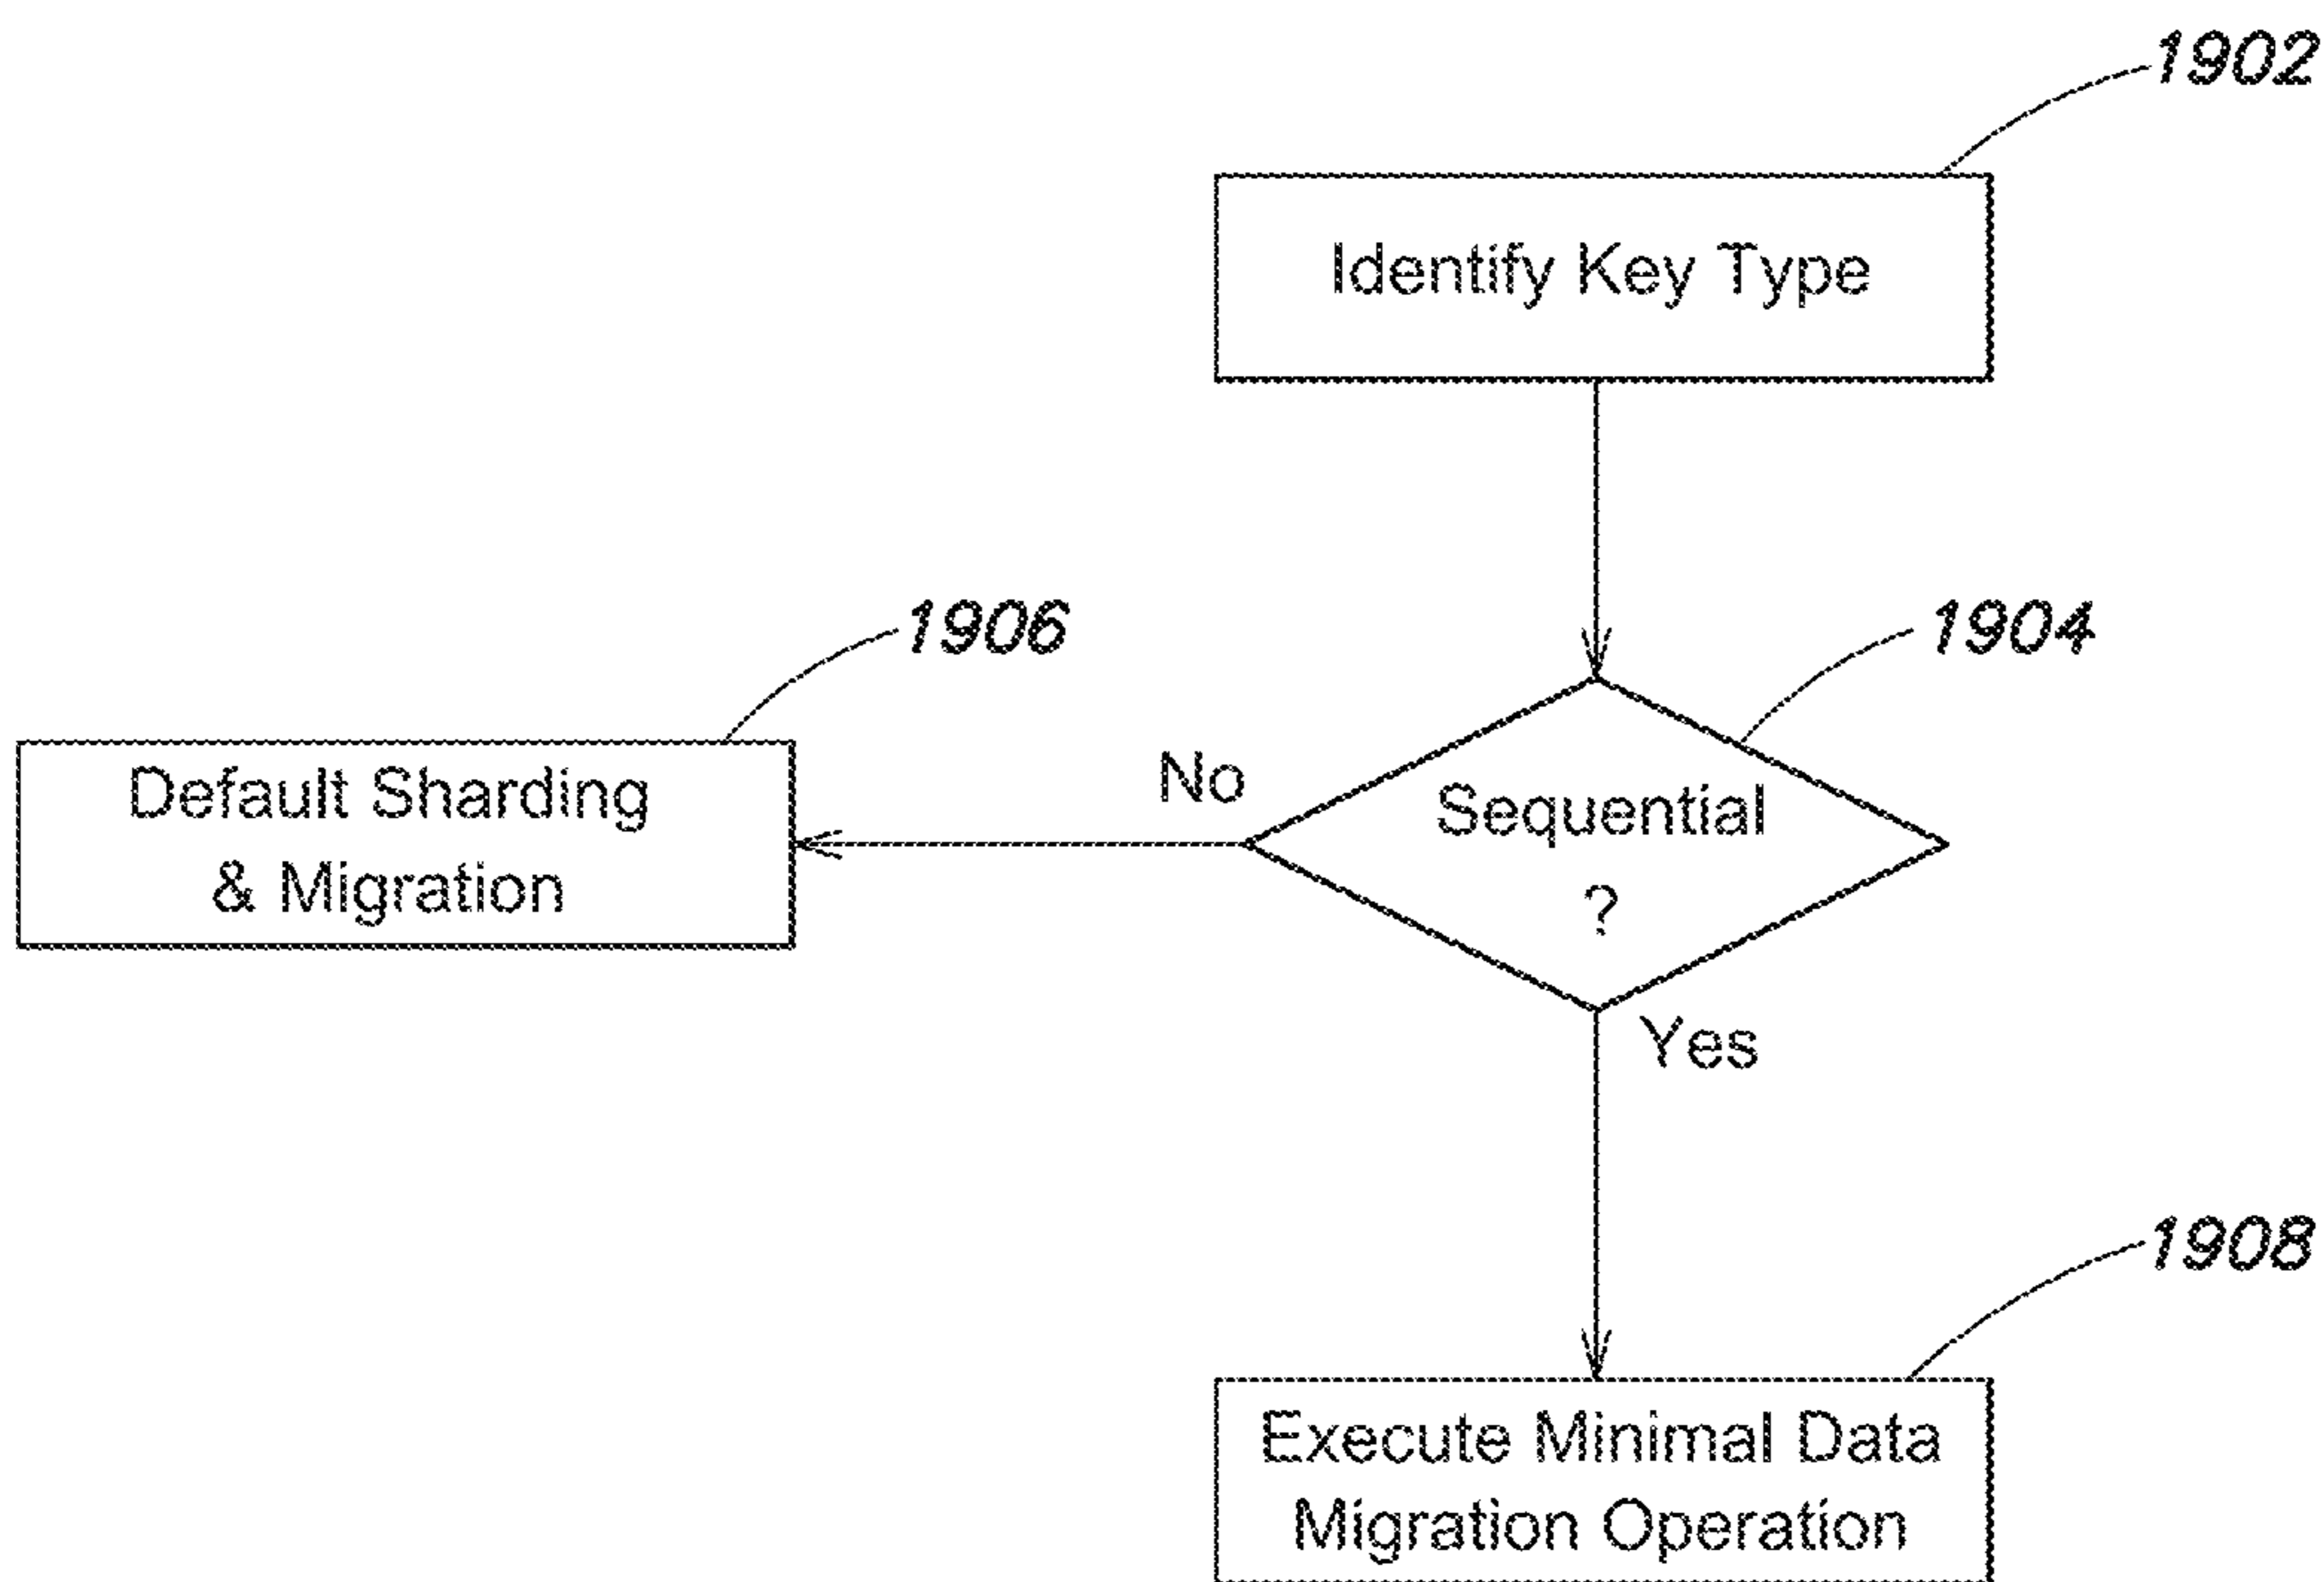 1902
Identify Key Type
1906
1904
Default Sharding
& Migration
No
Sequential
?
Yes
1908
Execute Minimal Data
Migration Operation